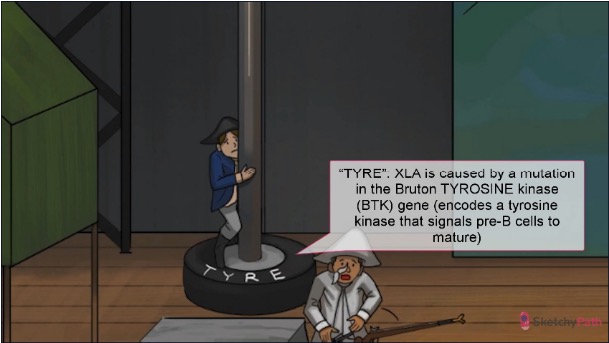 “TYRE”. XLA is caused by a mutation
in the Bruton TYROSINE kinase
(BTK) gene (encodes a tyrosine
kinase that signals pre-B cells to
mature)
TYRE
SketchyPath